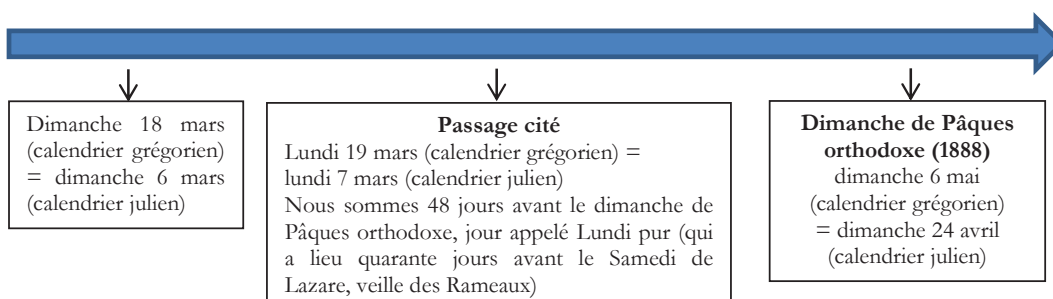 Dimanche 18 mars
(calendrier grégorien)
= dimanche 6 mars
(calendrier julien)
Passage cité
Lundi 19 mars (calendrier grégorien) =
lundi 7 mars (calendrier julien)
Nous sommes 48 jours avant le dimanche de
Pâques orthodoxe, jour appelé Lundi pur (qui
a lieu quarante jours avant le Samedi de
Lazare, veille des Rameaux)
Dimanche de Pâques
orthodoxe (1888)
dimanche 6 mai
(calendrier grégorien)
= dimanche 24 avril
(calendrier julien)